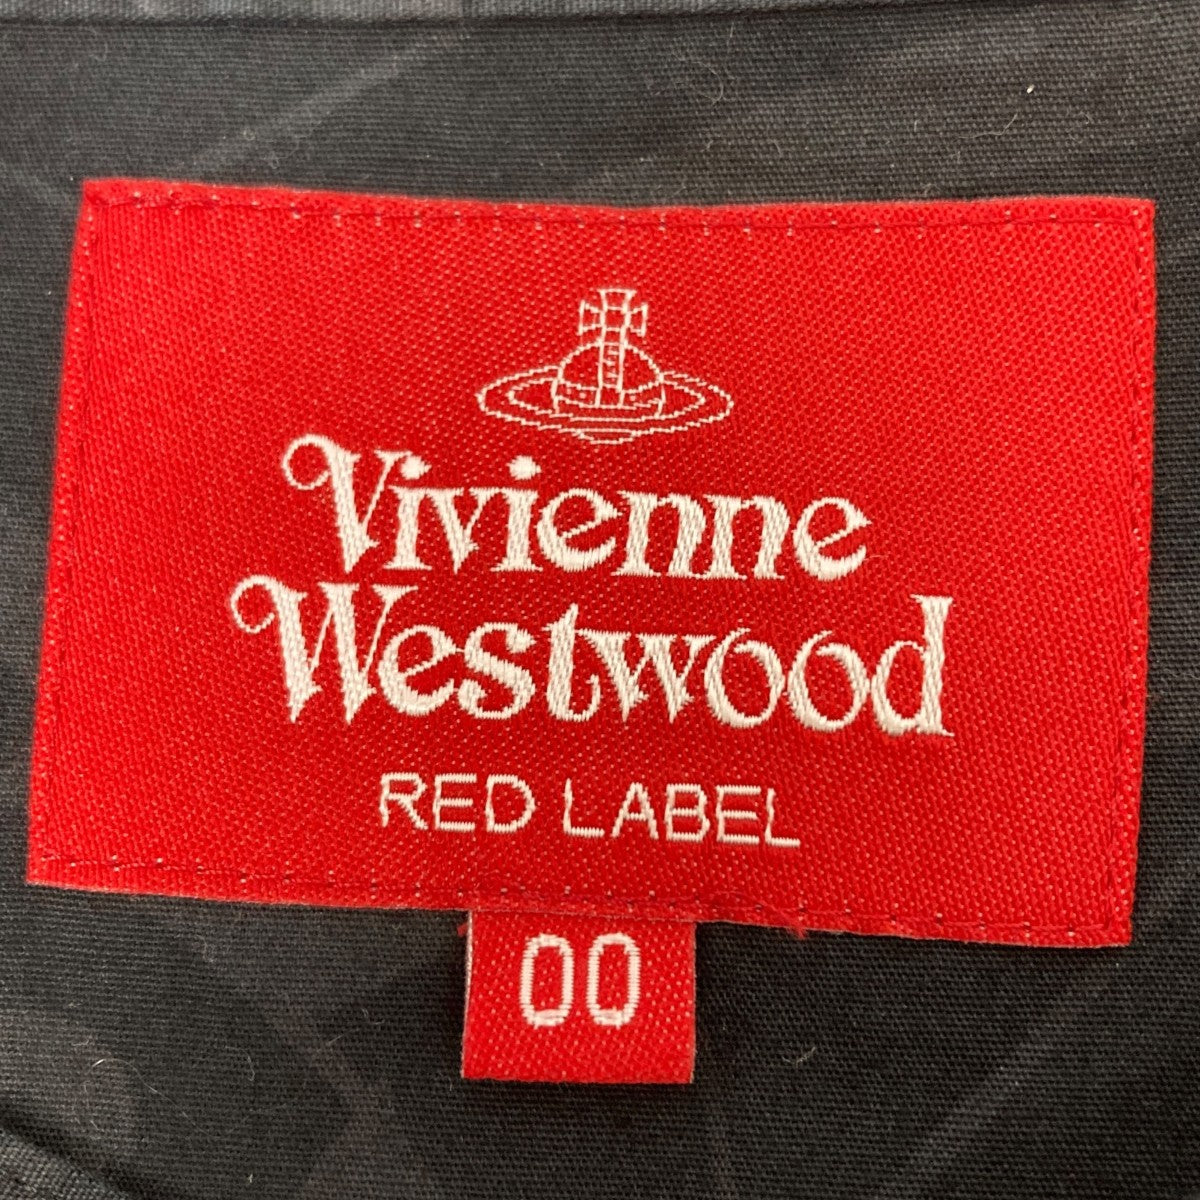 Vivienne
Westwood
RED LABEL
00